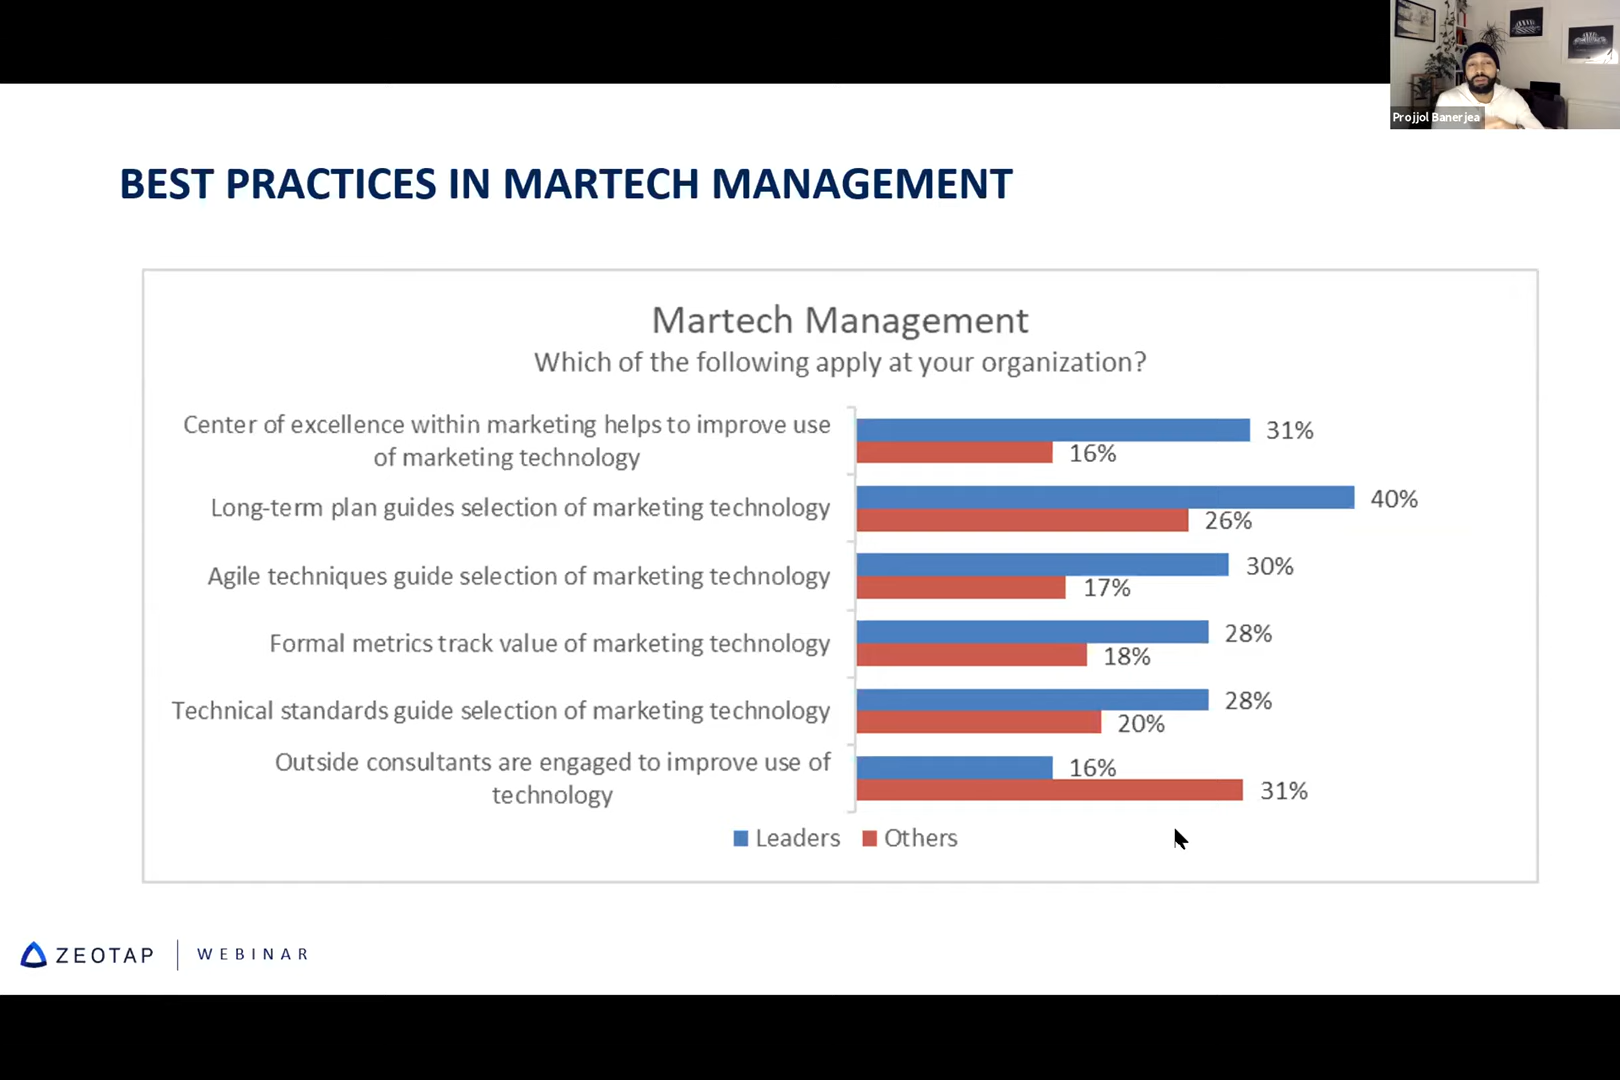 Projjol Banerjea
BEST PRACTICES IN MARTECH MANAGEMENT
Martech Management
Which of the following apply at your organization?
Center of excellence within marketing helps to improve use
of marketing technology
31%
16%
Long-term plan guides selection of marketing technology
40%
26%
Agile techniques guide selection of marketing technology
30%
17%
Formal metrics track value of marketing technology
28%
18%
Technical standards guide selection of marketing technology
28%
20%
Outside consultants are engaged to improve use of
technology
16%
31%
Leaders Others
ZEOTAP WEBINAR